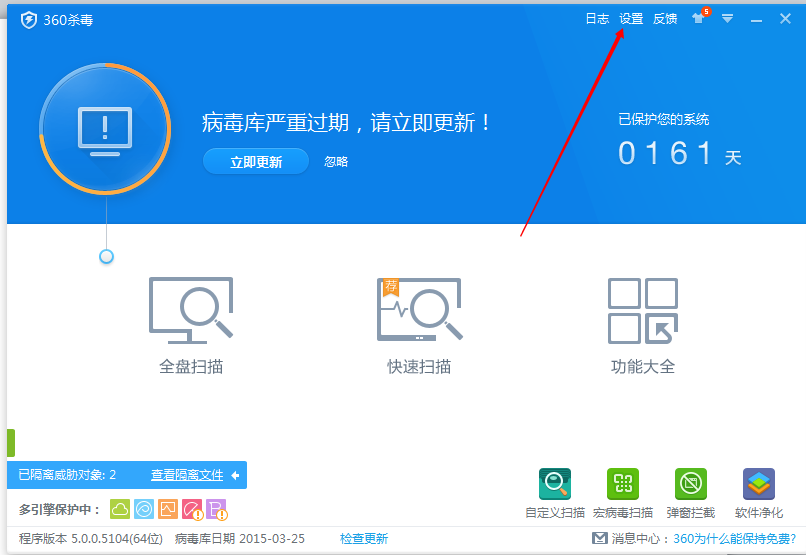 360杀毒
日志 设置 反馈 5
病毒库严重过期，请立即更新！
立即更新 忽略
已保护您的系统
0161 天
荐
全盘扫描 快速扫描 功能大全
已隔离威胁对象: 2 查看隔离文件
多引擎保护中：
自定义扫描 宏病毒扫描 弹窗拦截 软件净化
程序版本 5.0.0.5104(64位) 病毒库日期 2015-03-25 检查更新
消息中心：360为什么能保持免费?